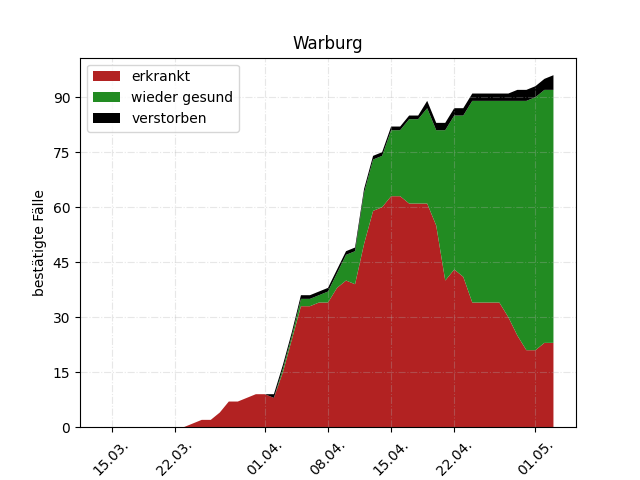 Warburg
erkrankt
wieder gesund
verstorben
bestätigte Fälle
90
75
60
45
30
15
0
15.03.
22.03.
01.04.
08.04.
15.04.
22.04.
01.05.